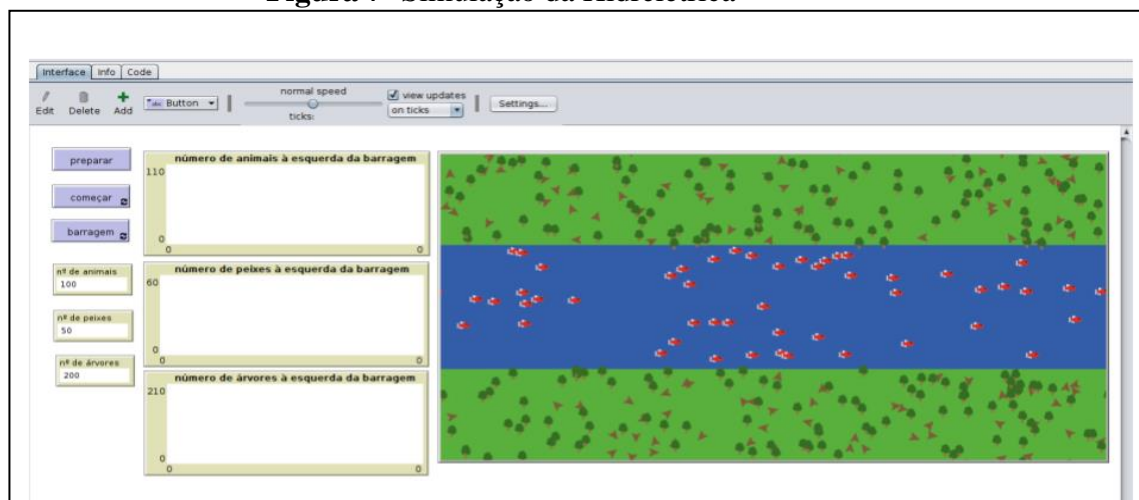 Figura 7 - Simulação da Hidrelétrica
Interface Info Code
Edit Delete Add Button normal speed view updates Settings...
ticks: on ticks
preparar
começar
barragem
nº de animais
100
nº de peixes
50
nº de árvores
200
número de animais à esquerda da barragem
110
0
0 0
número de peixes à esquerda da barragem
60
0
0 0
número de árvores à esquerda da barragem
210
0
0 0